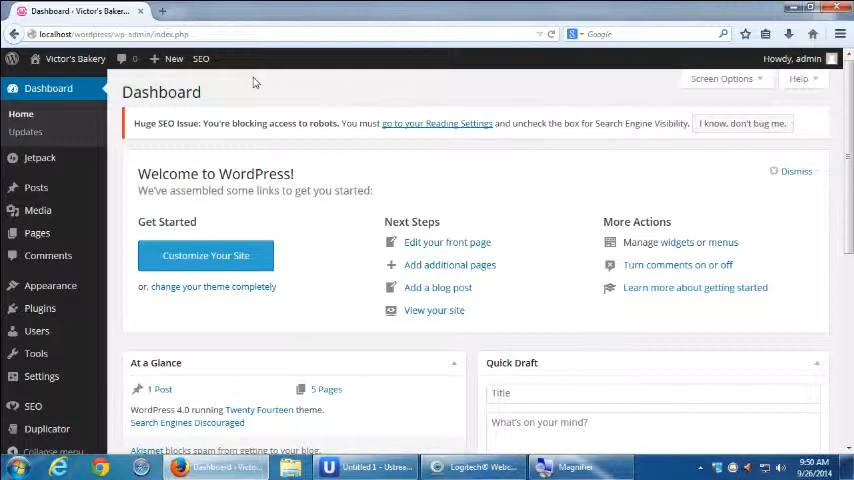 Dashboard ‹ Victor's Bakery...
localhost/wordpress/wp-admin/index.php
Google
Victor's Bakery
0
New
SEO
Howdy, admin
Dashboard
Home
Updates
Jetpack
Posts
Media
Pages
Comments
Appearance
Plugins
Users
Tools
Settings
SEO
Duplicator
Collapse menu
Screen Options
Help
Dashboard
Huge SEO Issue: You're blocking access to robots. You must go to your Reading Settings and uncheck the box for Search Engine Visibility.
I know, don't bug me.
Welcome to WordPress!
We've assembled some links to get you started:
Dismiss
Get Started
Customize Your Site
or, change your theme completely
Next Steps
Edit your front page
Add additional pages
Add a blog post
View your site
More Actions
Manage widgets or menus
Turn comments on or off
Learn more about getting started
At a Glance
1 Post
5 Pages
WordPress 4.0 running Twenty Fourteen theme.
Search Engines Discouraged
Akismet blocks spam from getting to your blog.
Quick Draft
Title
What's on your mind?
Dashboard ‹ Victo...
Untitled 1 - Ustrea...
Logitech® Webc...
Magnifier
9:50 AM
9/26/2014